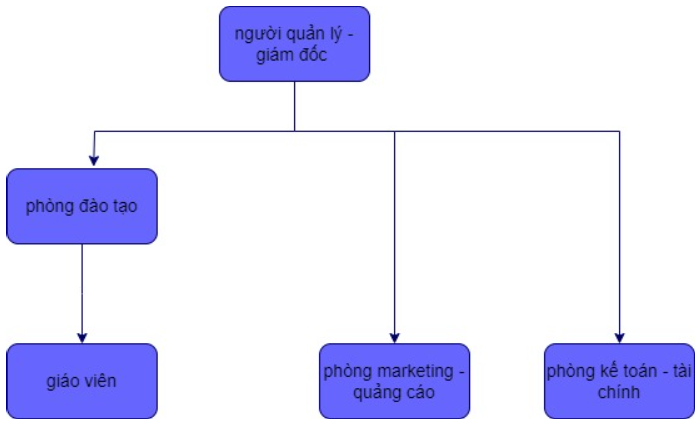 người quản lý -
giám đốc
phòng đào tạo
giáo viên
phòng marketing -
quảng cáo
phòng kế toán - tài
chính